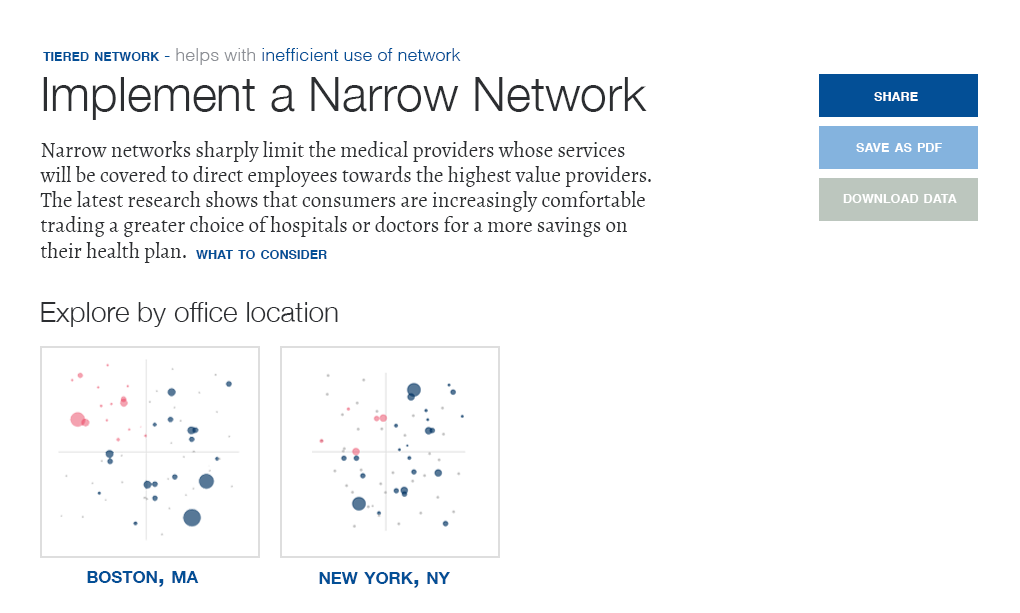 TIERED NETWORK - helps with inefficient use of network
Implement a Narrow Network
Narrow networks sharply limit the medical providers whose services
will be covered to direct employees towards the highest value providers.
The latest research shows that consumers are increasingly comfortable
trading a greater choice of hospitals or doctors for a more savings on
their health plan. WHAT TO CONSIDER
SHARE
SAVE AS PDF
DOWNLOAD DATA
Explore by office location
BOSTON, MA
NEW YORK, NY